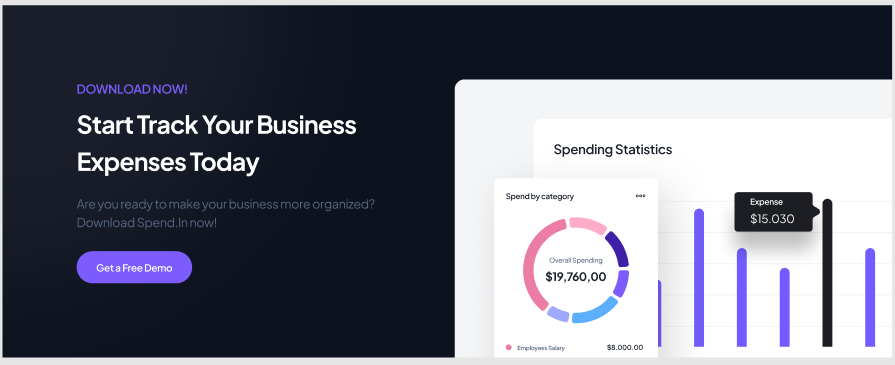 DOWNLOAD NOW!
Start Track Your Business
Expenses Today
Are you ready to make your business more organized?
Download Spend.In now!
Get a Free Demo
Spending Statistics
Spend by category
Expense
$15.030
Overall Spending
$19,760,00
Employees Salary
$8.000.00